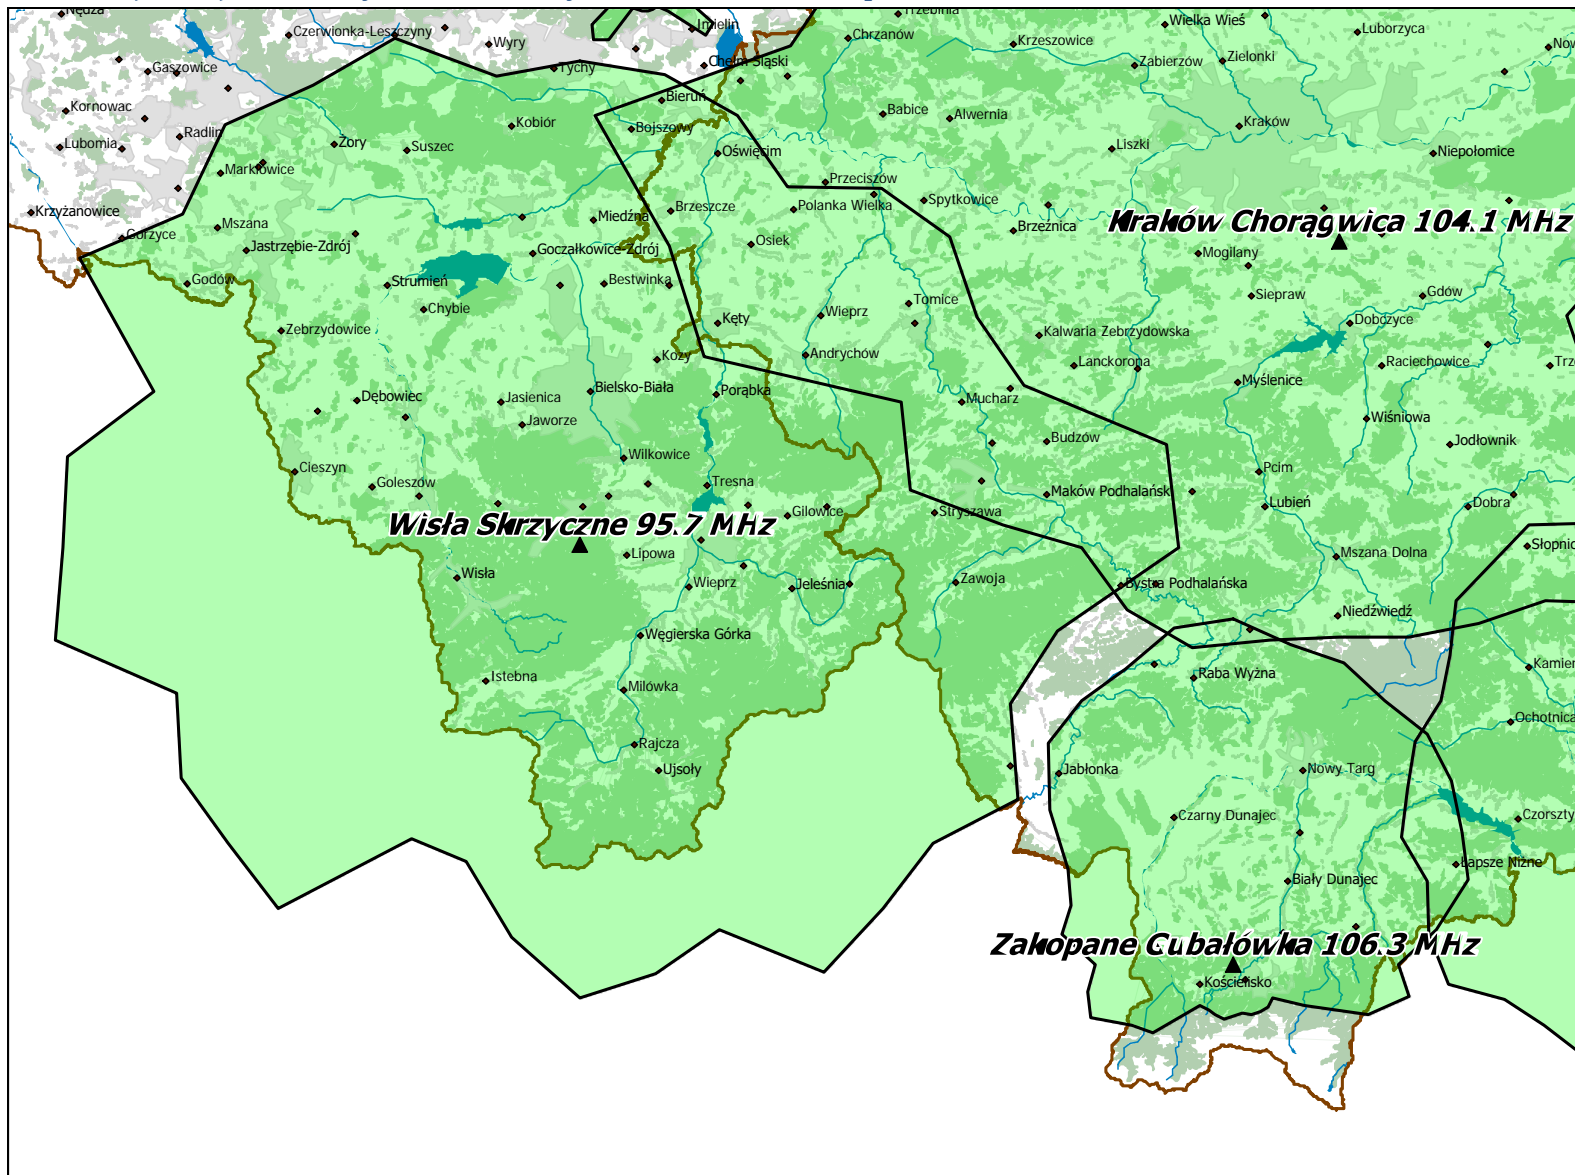 Nędza
Imielin
Trzebinia
Wielka Wieś
Luborzyca
Czerwionka-Leszczyny
Wyry
Chrzanów
Krzeszowice
Zielonki
Gaszowice
Tychy
Chełm Śląski
Zabierzów
Kornowac
Bieruń
Babice
Alwernia
Kraków
Radlin
Kobiór
Bojszowy
Lubomia
Żory
Suszec
Oświęcim
Liszki
Niepołomice
Marklowice
Przeciszów
Krzyżanowice
Mszana
Miedźna
Brzeszcze
Polanka Wielka
Spytkowice
Kraków Chorągwica 104.1 MHz
Gorzyce
Jastrzębie-Zdrój
Goczałkowice-Zdrój
Osiek
Brzeźnica
Mogilany
Godów
Strumień
Bestwinka
Siepraw
Gdów
Chybie
Wieprz
Tomice
Zebrzydowice
Kęty
Kalwaria Zebrzydowska
Dobczyce
Kozy
Andrychów
Lanckorona
Raciechowice
Dębowiec
Jasienica
Bielsko-Biała
Porąbka
Mucharz
Myślenice
Jaworze
Wiśniowa
Budzów
Jodłownik
Cieszyn
Wilkowice
Pcim
Goleszów
Tresna
Maków Podhalańsk
Lubień
Dobra
Wisła Skrzyczne 95.7 MHz
Gilowice
Stryszawa
Lipowa
Mszana Dolna
Wisła
Wieprz
Jeleśnia
Zawoja
Bystra Podhalańska
Niedźwiedź
Węgierska Górka
Istebna
Milówka
Raba Wyżna
Rajcza
Ujsoły
Jabłonka
Nowy Targ
Czarny Dunajec
Łapsze Niżne
Biały Dunajec
Zakopane Gubałówka 106.3 MHz
Kościelisko